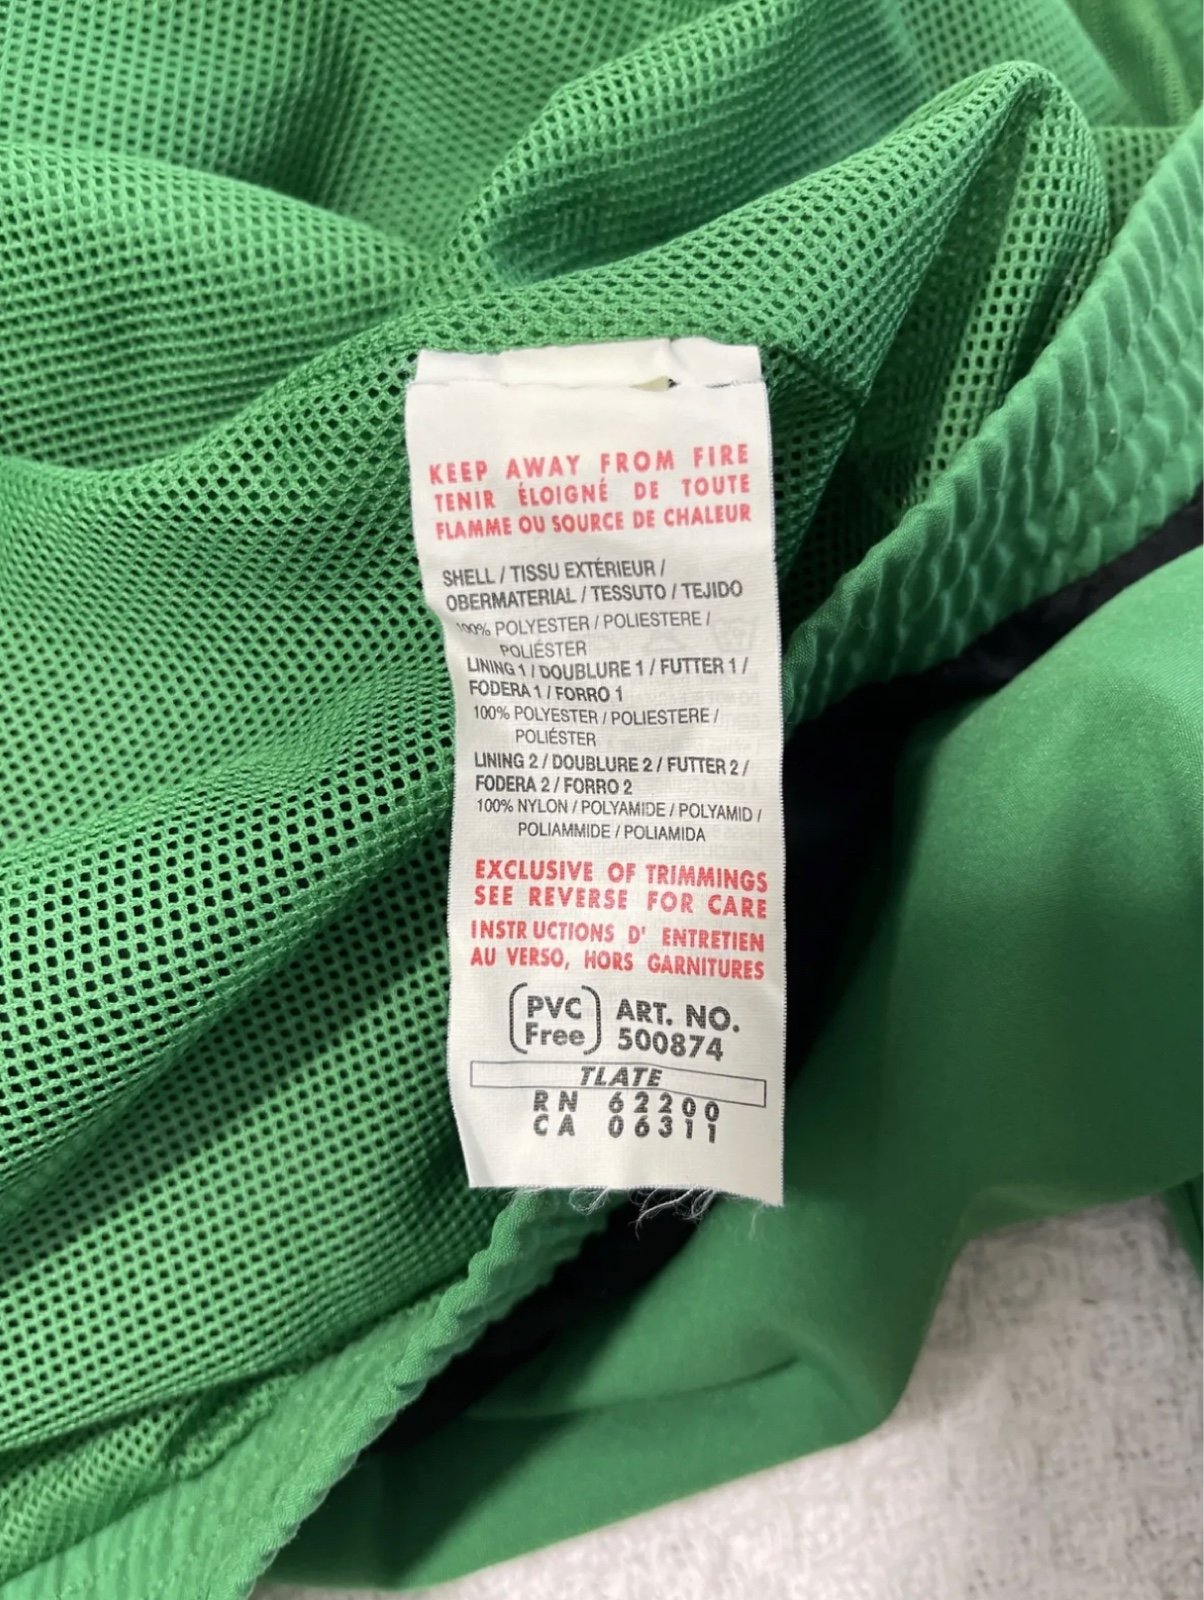 KEEP AWAY FROM FIRE
TENIR ÉLOIGNÉ DE TOUTE
FLAMME OU SOURCE DE CHALEUR
SHELL / TISSU EXTÉRIEUR /
OBERMATERIAL / TESSUTO / TEJIDO
100% POLYESTER / POLIESTERE /
POLIÉSTER
LINING 1 / DOUBLURE 1 / FUTTER 1 /
FODERA 1 / FORRO 1
100% POLYESTER / POLIESTERE /
POLIÉSTER
LINING 2 / DOUBLURE 2 / FUTTER 2 /
FODERA 2 / FORRO 2
100% NYLON / POLYAMIDE / POLYAMID /
POLIAMMIDE / POLIAMIDA
EXCLUSIVE OF TRIMMINGS
SEE REVERSE FOR CARE
INSTRUCTIONS D' ENTRETIEN
AU VERSO, HORS GARNITURES
(PVC Free) ART. NO.
500874
TLATE
RN 62200
CA 06311